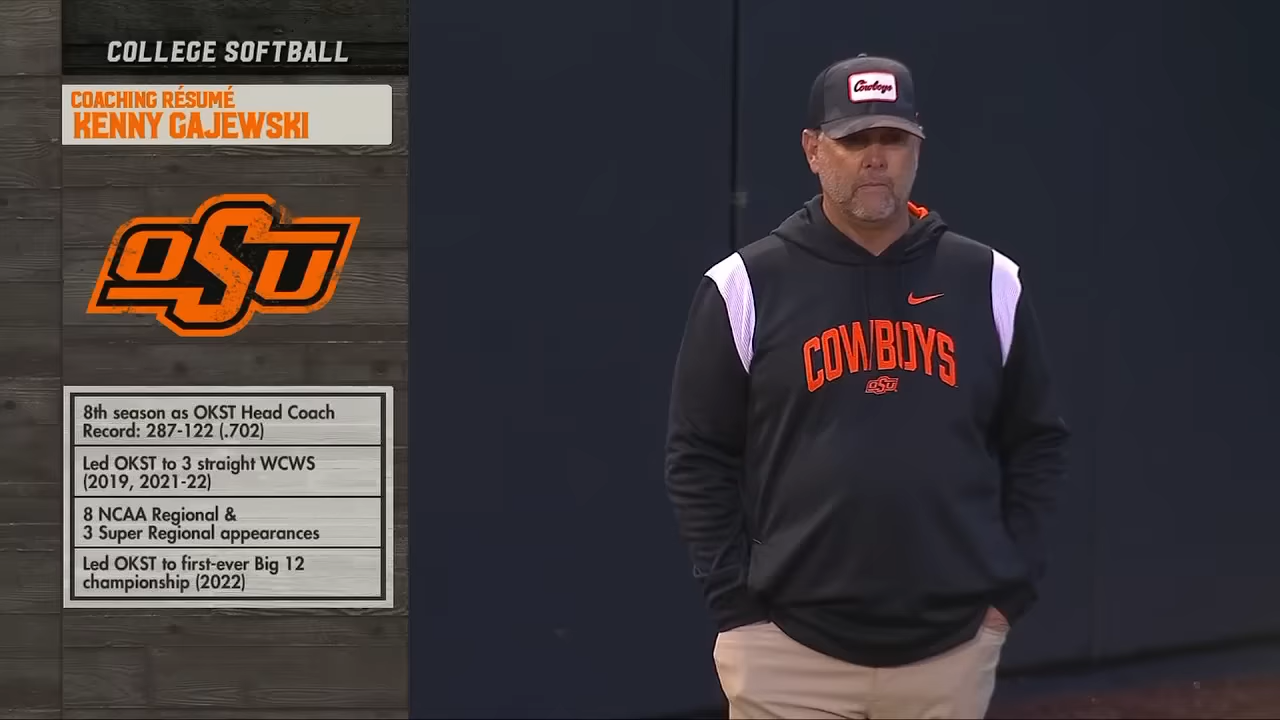 COLLEGE SOFTBALL
COACHING RÉSUMÉ
KENNY GAJEWSKI
OSU
8th season as OKST Head Coach
Record: 287-122 (.702)
Led OKST to 3 straight WCWS
(2019, 2021-22)
8 NCAA Regional &
3 Super Regional appearances
Led OKST to first-ever Big 12
championship (2022)
Cowboys
COWBOYS
OSU